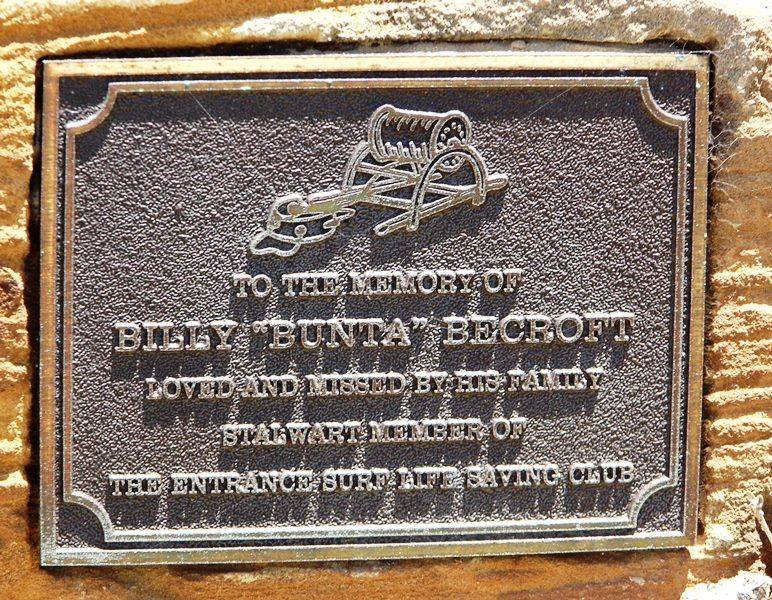 TO THE MEMORY OF
BILLY "BUNTA" BECROFT
LOVED AND MISSED BY HIS FAMILY
STALWART MEMBER OF
THE ENTRANCE SURF LIFE SAVING CLUB